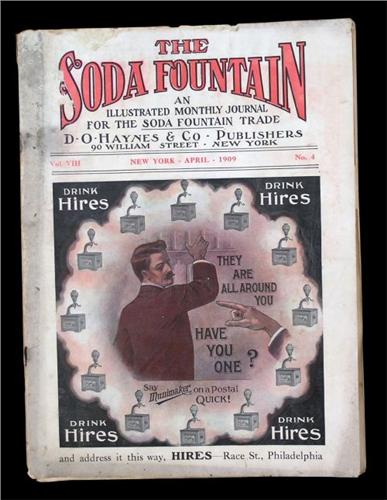 THE
SODA FOUNTAIN
AN
ILLUSTRATED MONTHLY JOURNAL
FOR THE SODA FOUNTAIN TRADE
D·O·HAYNES & CO·PUBLISHERS
90 WILLIAM STREET · NEW YORK
Vol. VIII NEW YORK - APRIL - 1909 No. 4
DRINK
Hires
DRINK
Hires
THEY
ARE
ALL AROUND
YOU
HAVE
YOU
ONE?
Say Munimaker on a Postal
QUICK!
DRINK
Hires
DRINK
Hires
and address it this way, HIRES—Race St., Philadelphia